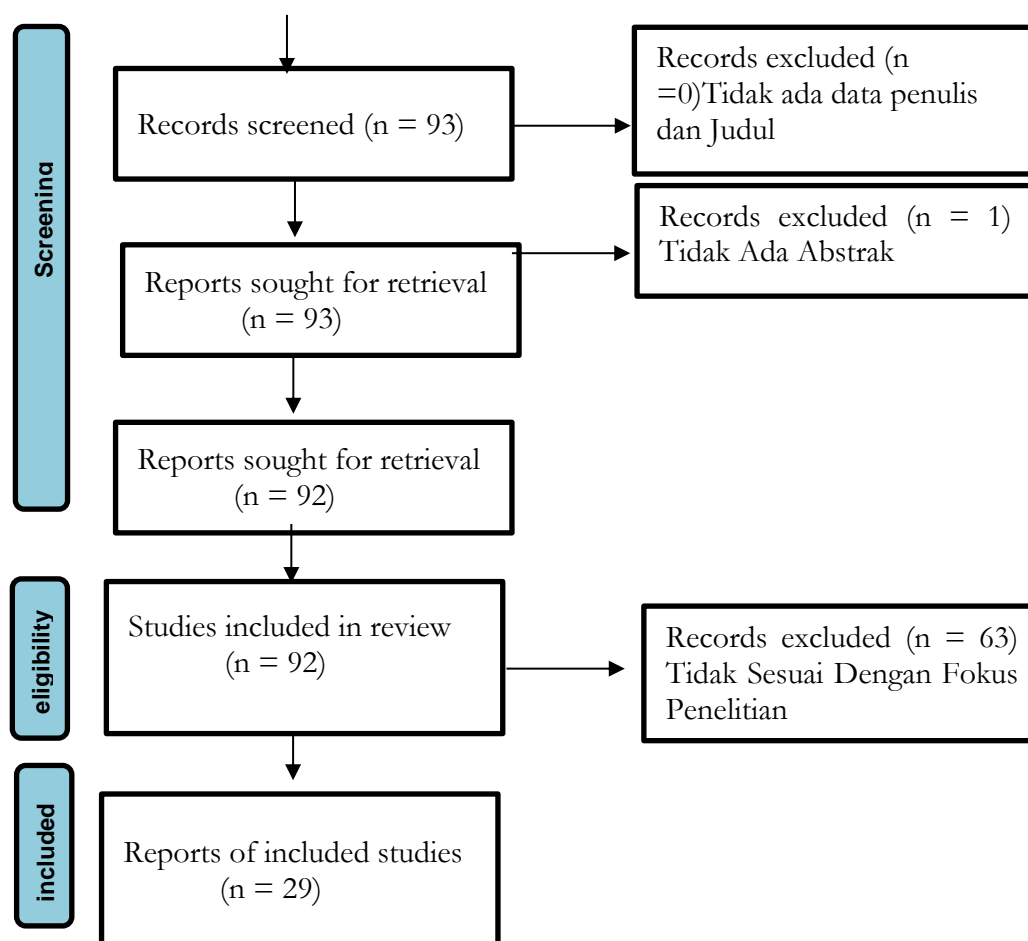 Screening
Records screened (n = 93)
Records excluded (n
=0)Tidak ada data penulis
dan Judul
Reports sought for retrieval
(n = 93)
Records excluded (n = 1)
Tidak Ada Abstrak
Reports sought for retrieval
(n = 92)
eligibility
Studies included in review
(n = 92)
Records excluded (n = 63)
Tidak Sesuai Dengan Fokus
Penelitian
included
Reports of included studies
(n = 29)